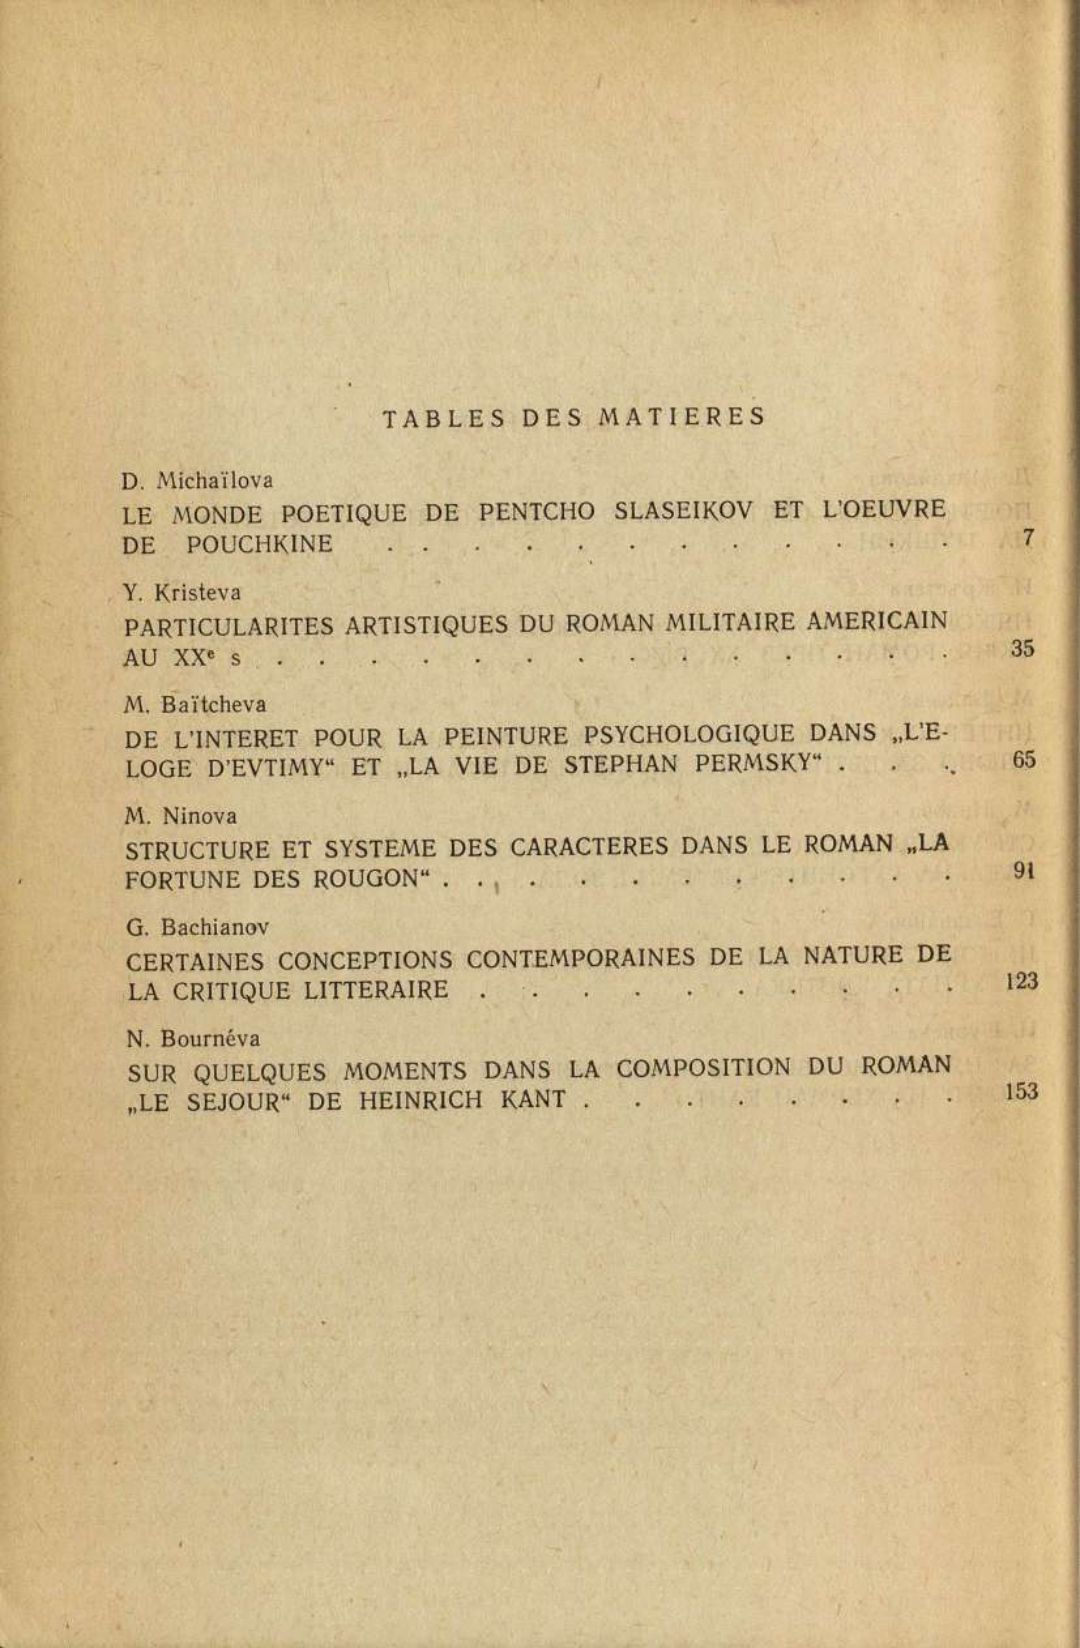 TABLES DES MATIERES
D. Michaïlova
LE MONDE POETIQUE DE PENTCHO SLASEIKOV ET L'OEUVRE
DE POUCHKINE . . . . . . . . . . . . 7
Y. Kristeva
PARTICULARITES ARTISTIQUES DU ROMAN MILITAIRE AMERICAIN
AU XXᵉ s . . . . . . . . . . . . . . 35
M. Baïtcheva
DE L'INTERET POUR LA PEINTURE PSYCHOLOGIQUE DANS „L'E-
LOGE D'EVTIMY“ ET „LA VIE DE STEPHAN PERMSKY“ . . . 65
M. Ninova
STRUCTURE ET SYSTEME DES CARACTERES DANS LE ROMAN „LA
FORTUNE DES ROUGON“ . . . . . . . . . . . 91
G. Bachianov
CERTAINES CONCEPTIONS CONTEMPORAINES DE LA NATURE DE
LA CRITIQUE LITTERAIRE . . . . . . . . . . 123
N. Bournéva
SUR QUELQUES MOMENTS DANS LA COMPOSITION DU ROMAN
„LE SEJOUR“ DE HEINRICH KANT . . . . . . . . 153